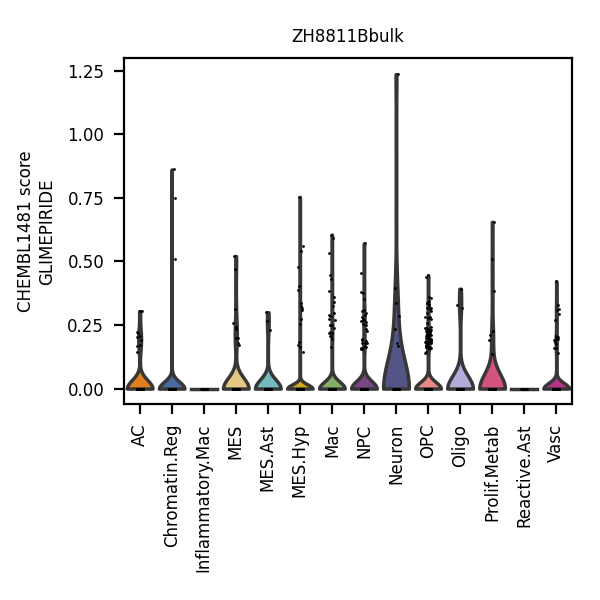 ZH8811Bbulk
CHEMBL1481 score
GLIMEPIRIDE
1.25
1.00
0.75
0.50
0.25
0.00
AC
Chromatin.Reg
Inflammatory.Mac
MES
MES.Ast
MES.Hyp
Mac
NPC
Neuron
OPC
Oligo
Prolif.Metab
Reactive.Ast
Vasc